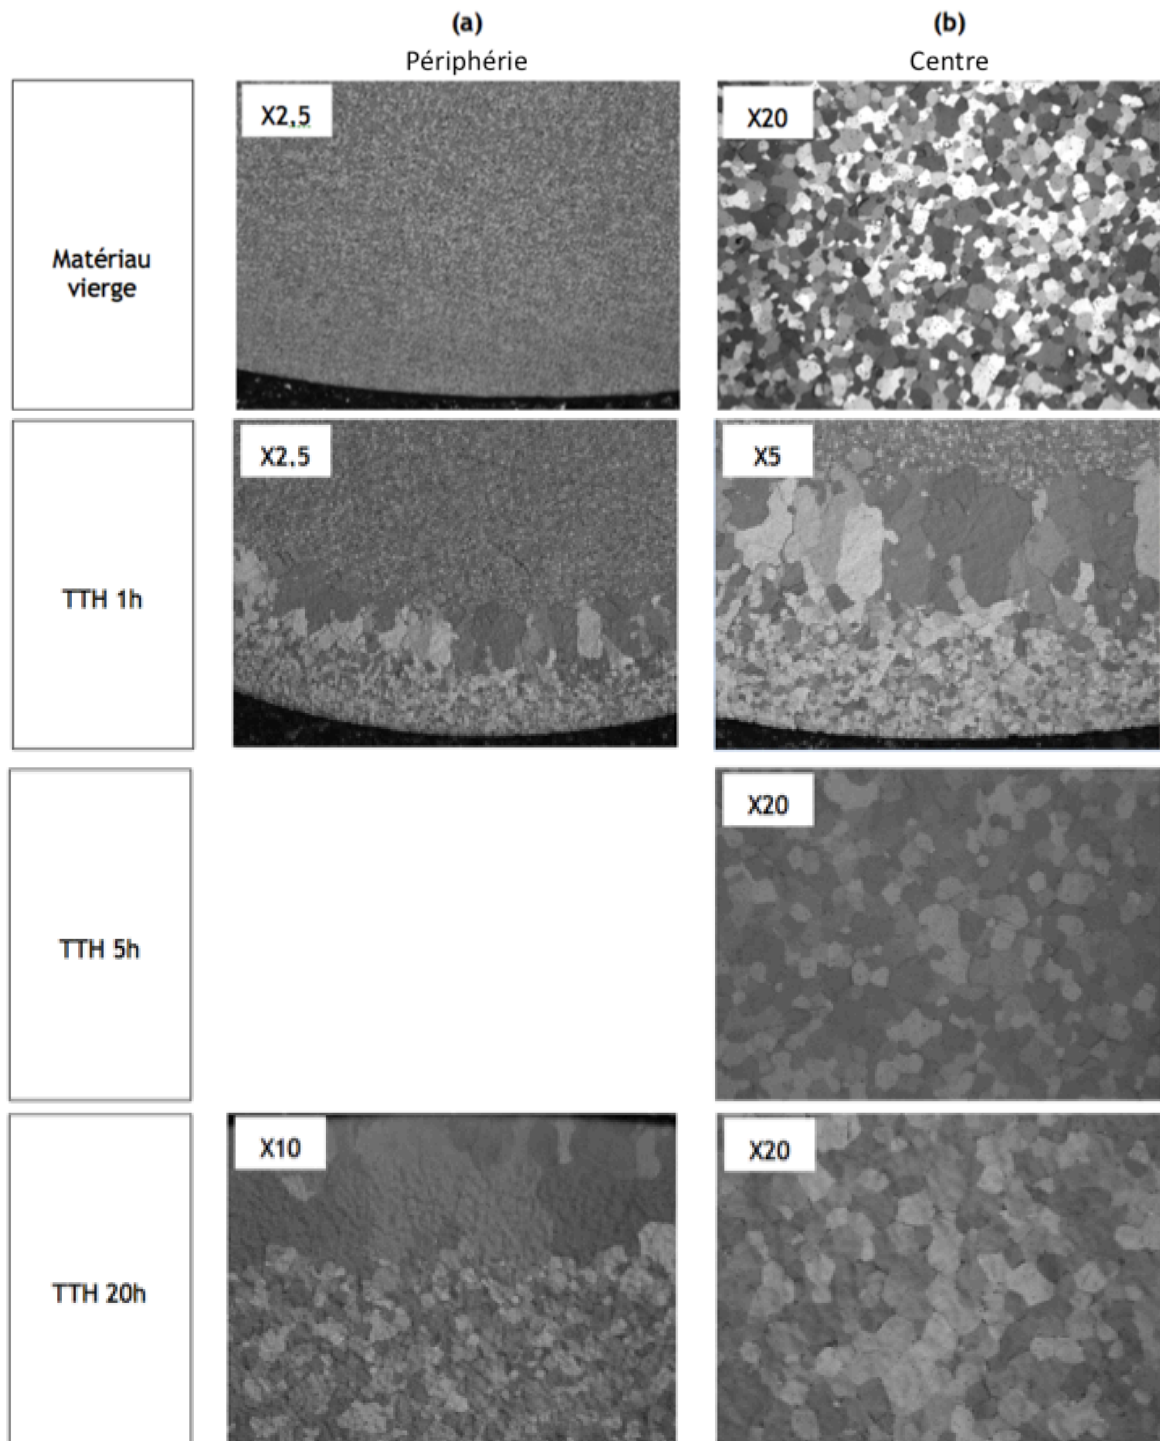 (a)
(b)
Périphérie
Centre
Matériau
vierge
X2,5
X20
TTH 1h
X2,5
X5
TTH 5h
X20
TTH 20h
X10
X20